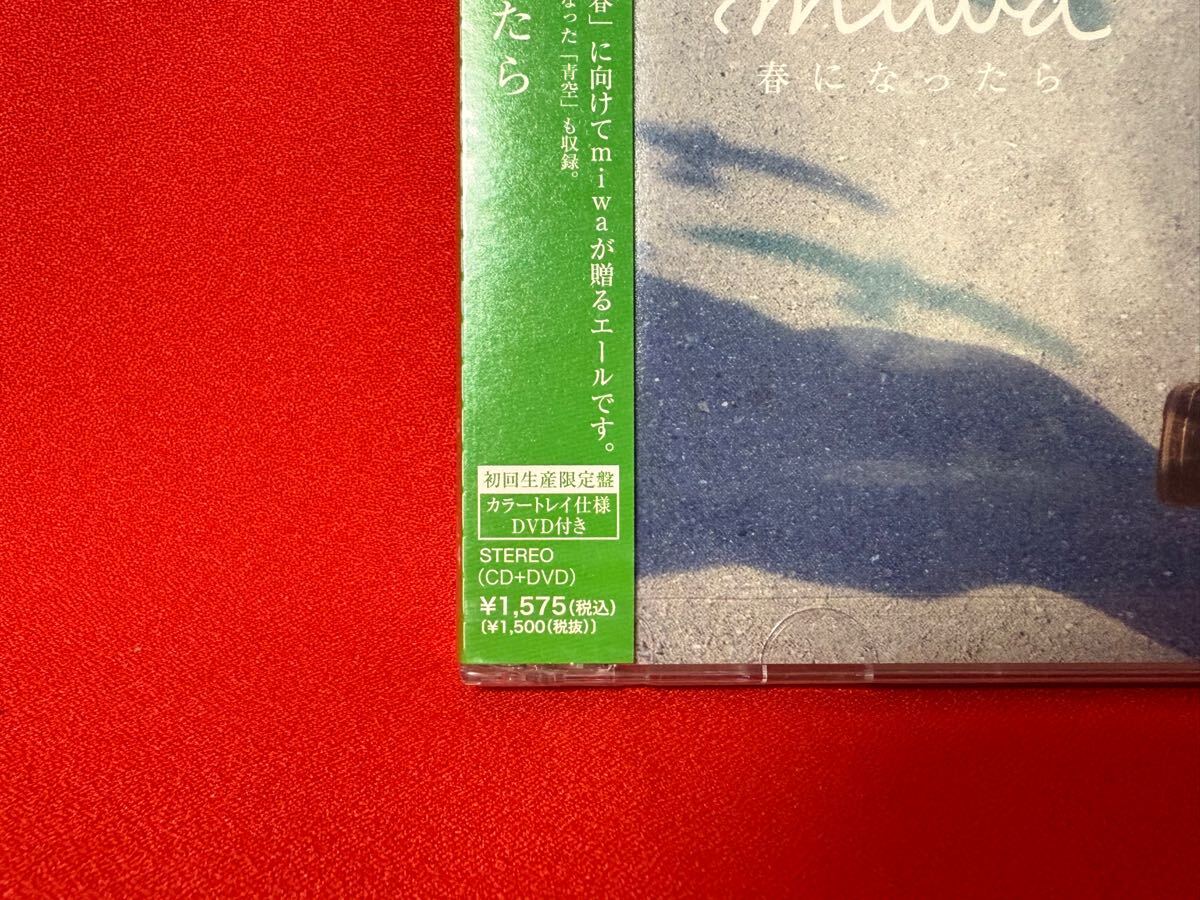 miwa
春になったら
たら
春」に向けてmiwaが贈るエールです。
なった「青空」も収録。
初回生産限定盤
カラートレイ仕様
DVD付き
STEREO
(CD+DVD)
¥1,575(税込)
[¥1,500(税抜)]